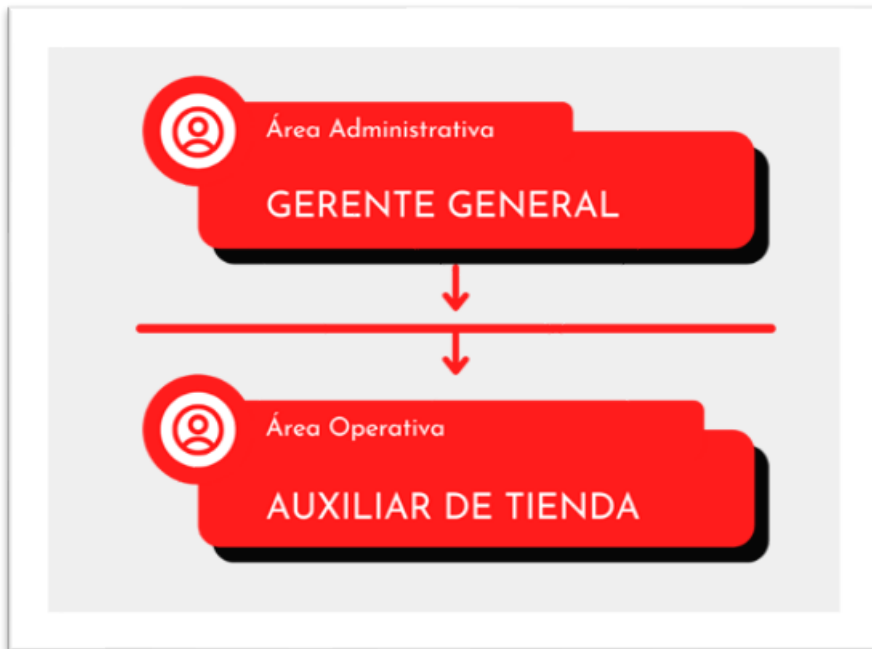 Área Administrativa
GERENTE GENERAL
Área Operativa
AUXILIAR DE TIENDA